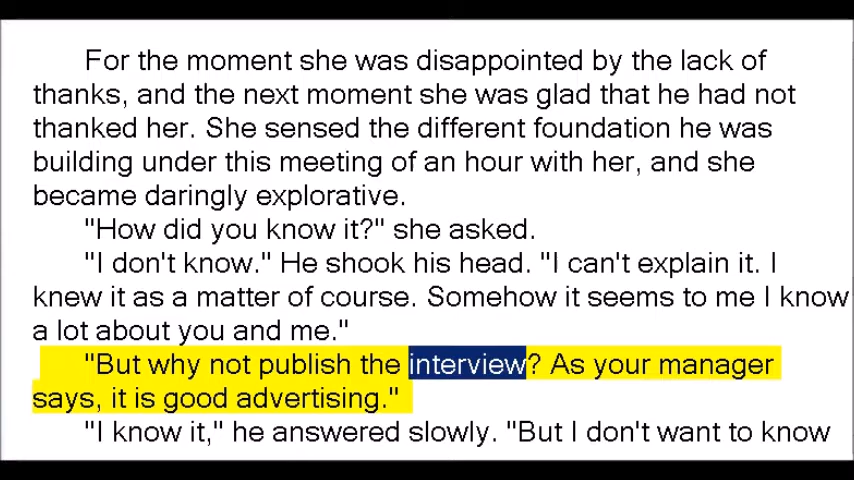 For the moment she was disappointed by the lack of
thanks, and the next moment she was glad that he had not
thanked her. She sensed the different foundation he was
building under this meeting of an hour with her, and she
became daringly explorative.
"How did you know it?" she asked.
"I don't know." He shook his head. "I can't explain it. I
knew it as a matter of course. Somehow it seems to me I know
a lot about you and me."
"But why not publish the interview? As your manager
says, it is good advertising."
"I know it," he answered slowly. "But I don't want to know